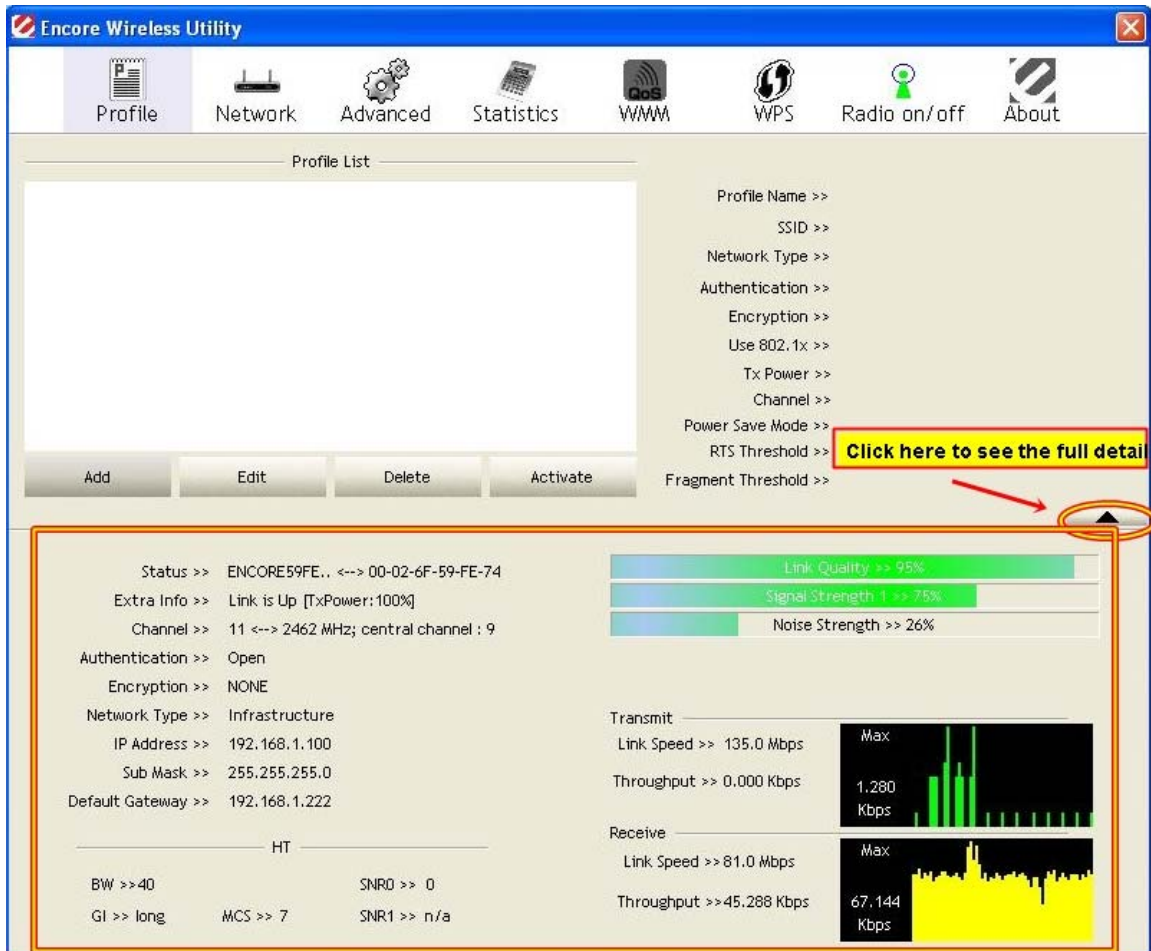 Encore Wireless Utility
Profile
Network
Advanced
Statistics
QoS
WMM
WPS
Radio on/off
About
Profile List
Add
Edit
Delete
Activate
Profile Name >>
SSID >>
Network Type >>
Authentication >>
Encryption >>
Use 802.1x >>
Tx Power >>
Channel >>
Power Save Mode >>
RTS Threshold >>
Fragment Threshold >>
Click here to see the full detail
Status >> ENCORE59FE.. <--> 00-02-6F-59-FE-74
Extra Info >> Link is Up [TxPower:100%]
Channel >> 11 <--> 2462 MHz; central channel : 9
Authentication >> Open
Encryption >> NONE
Network Type >> Infrastructure
IP Address >> 192.168.1.100
Sub Mask >> 255.255.255.0
Default Gateway >> 192.168.1.222
HT
BW >>40
SNR0 >> 0
GI >> long
MCS >> 7
SNR1 >> n/a
Link Quality >> 95%
Signal Strength 1 >> 75%
Noise Strength >> 26%
Transmit
Link Speed >> 135.0 Mbps
Throughput >> 0.000 Kbps
Max
1.280
Kbps
Receive
Link Speed >>81.0 Mbps
Throughput >>45.288 Kbps
Max
67.144
Kbps